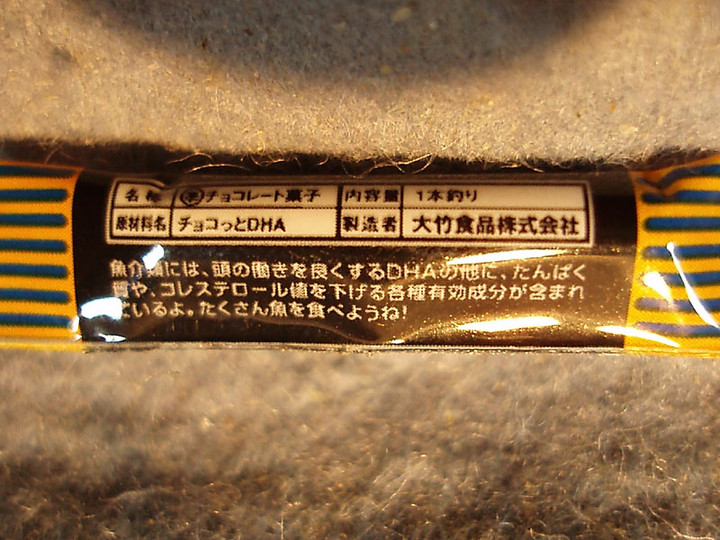 名称 チョコレート菓子 内容量 1本釣り
原材料名 チョコっとDHA 製造者 大竹食品株式会社
魚介類には、頭の働きを良くするDHAの他に、たんぱく
質や、コレステロール値を下げる各種有効成分が含まれ
ているよ。たくさん魚を食べようね!